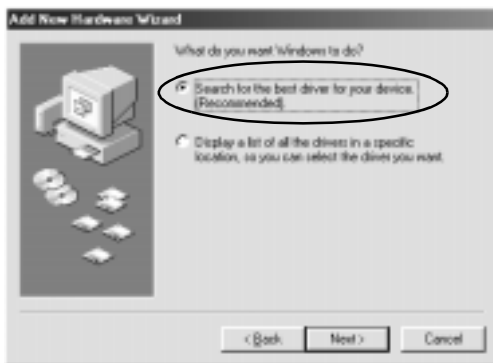 Add New Hardware Wizard
What do you want Windows to do?
Search for the best driver for your device.
(Recommended).
Display a list of all the drivers in a specific
location, so you can select the driver you want.
< Back
Next >
Cancel